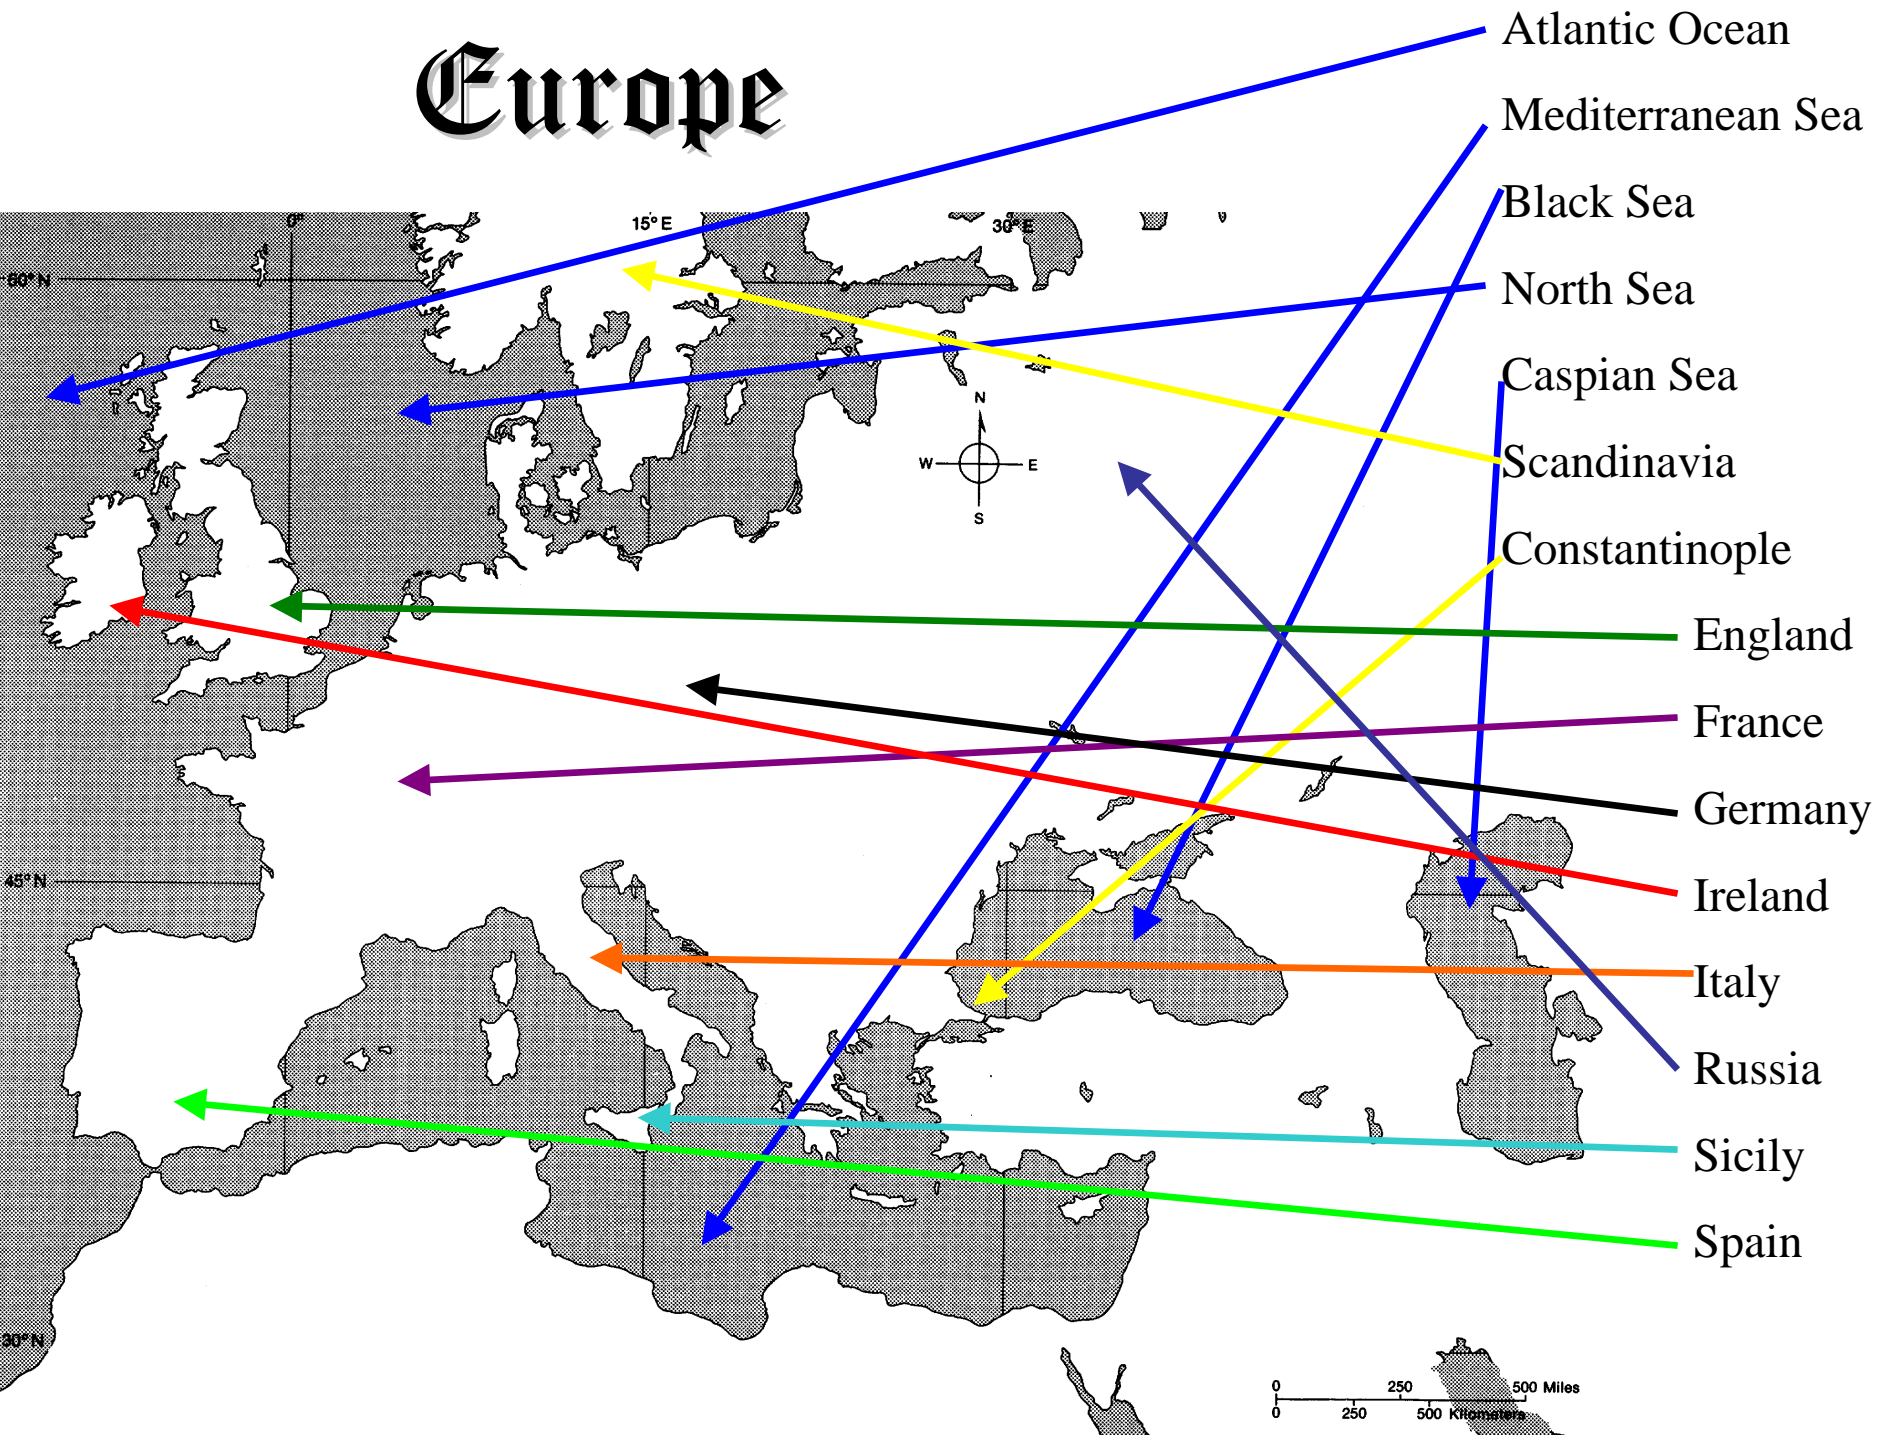 Europe
Atlantic Ocean
Mediterranean Sea
Black Sea
North Sea
Caspian Sea
Scandinavia
Constantinople
England
France
Germany
Ireland
Italy
Russia
Sicily
Spain
0°
15° E
30° E
60° N
N
W E
S
45° N
30° N
0 250 500 Miles
0 250 500 Kilometers